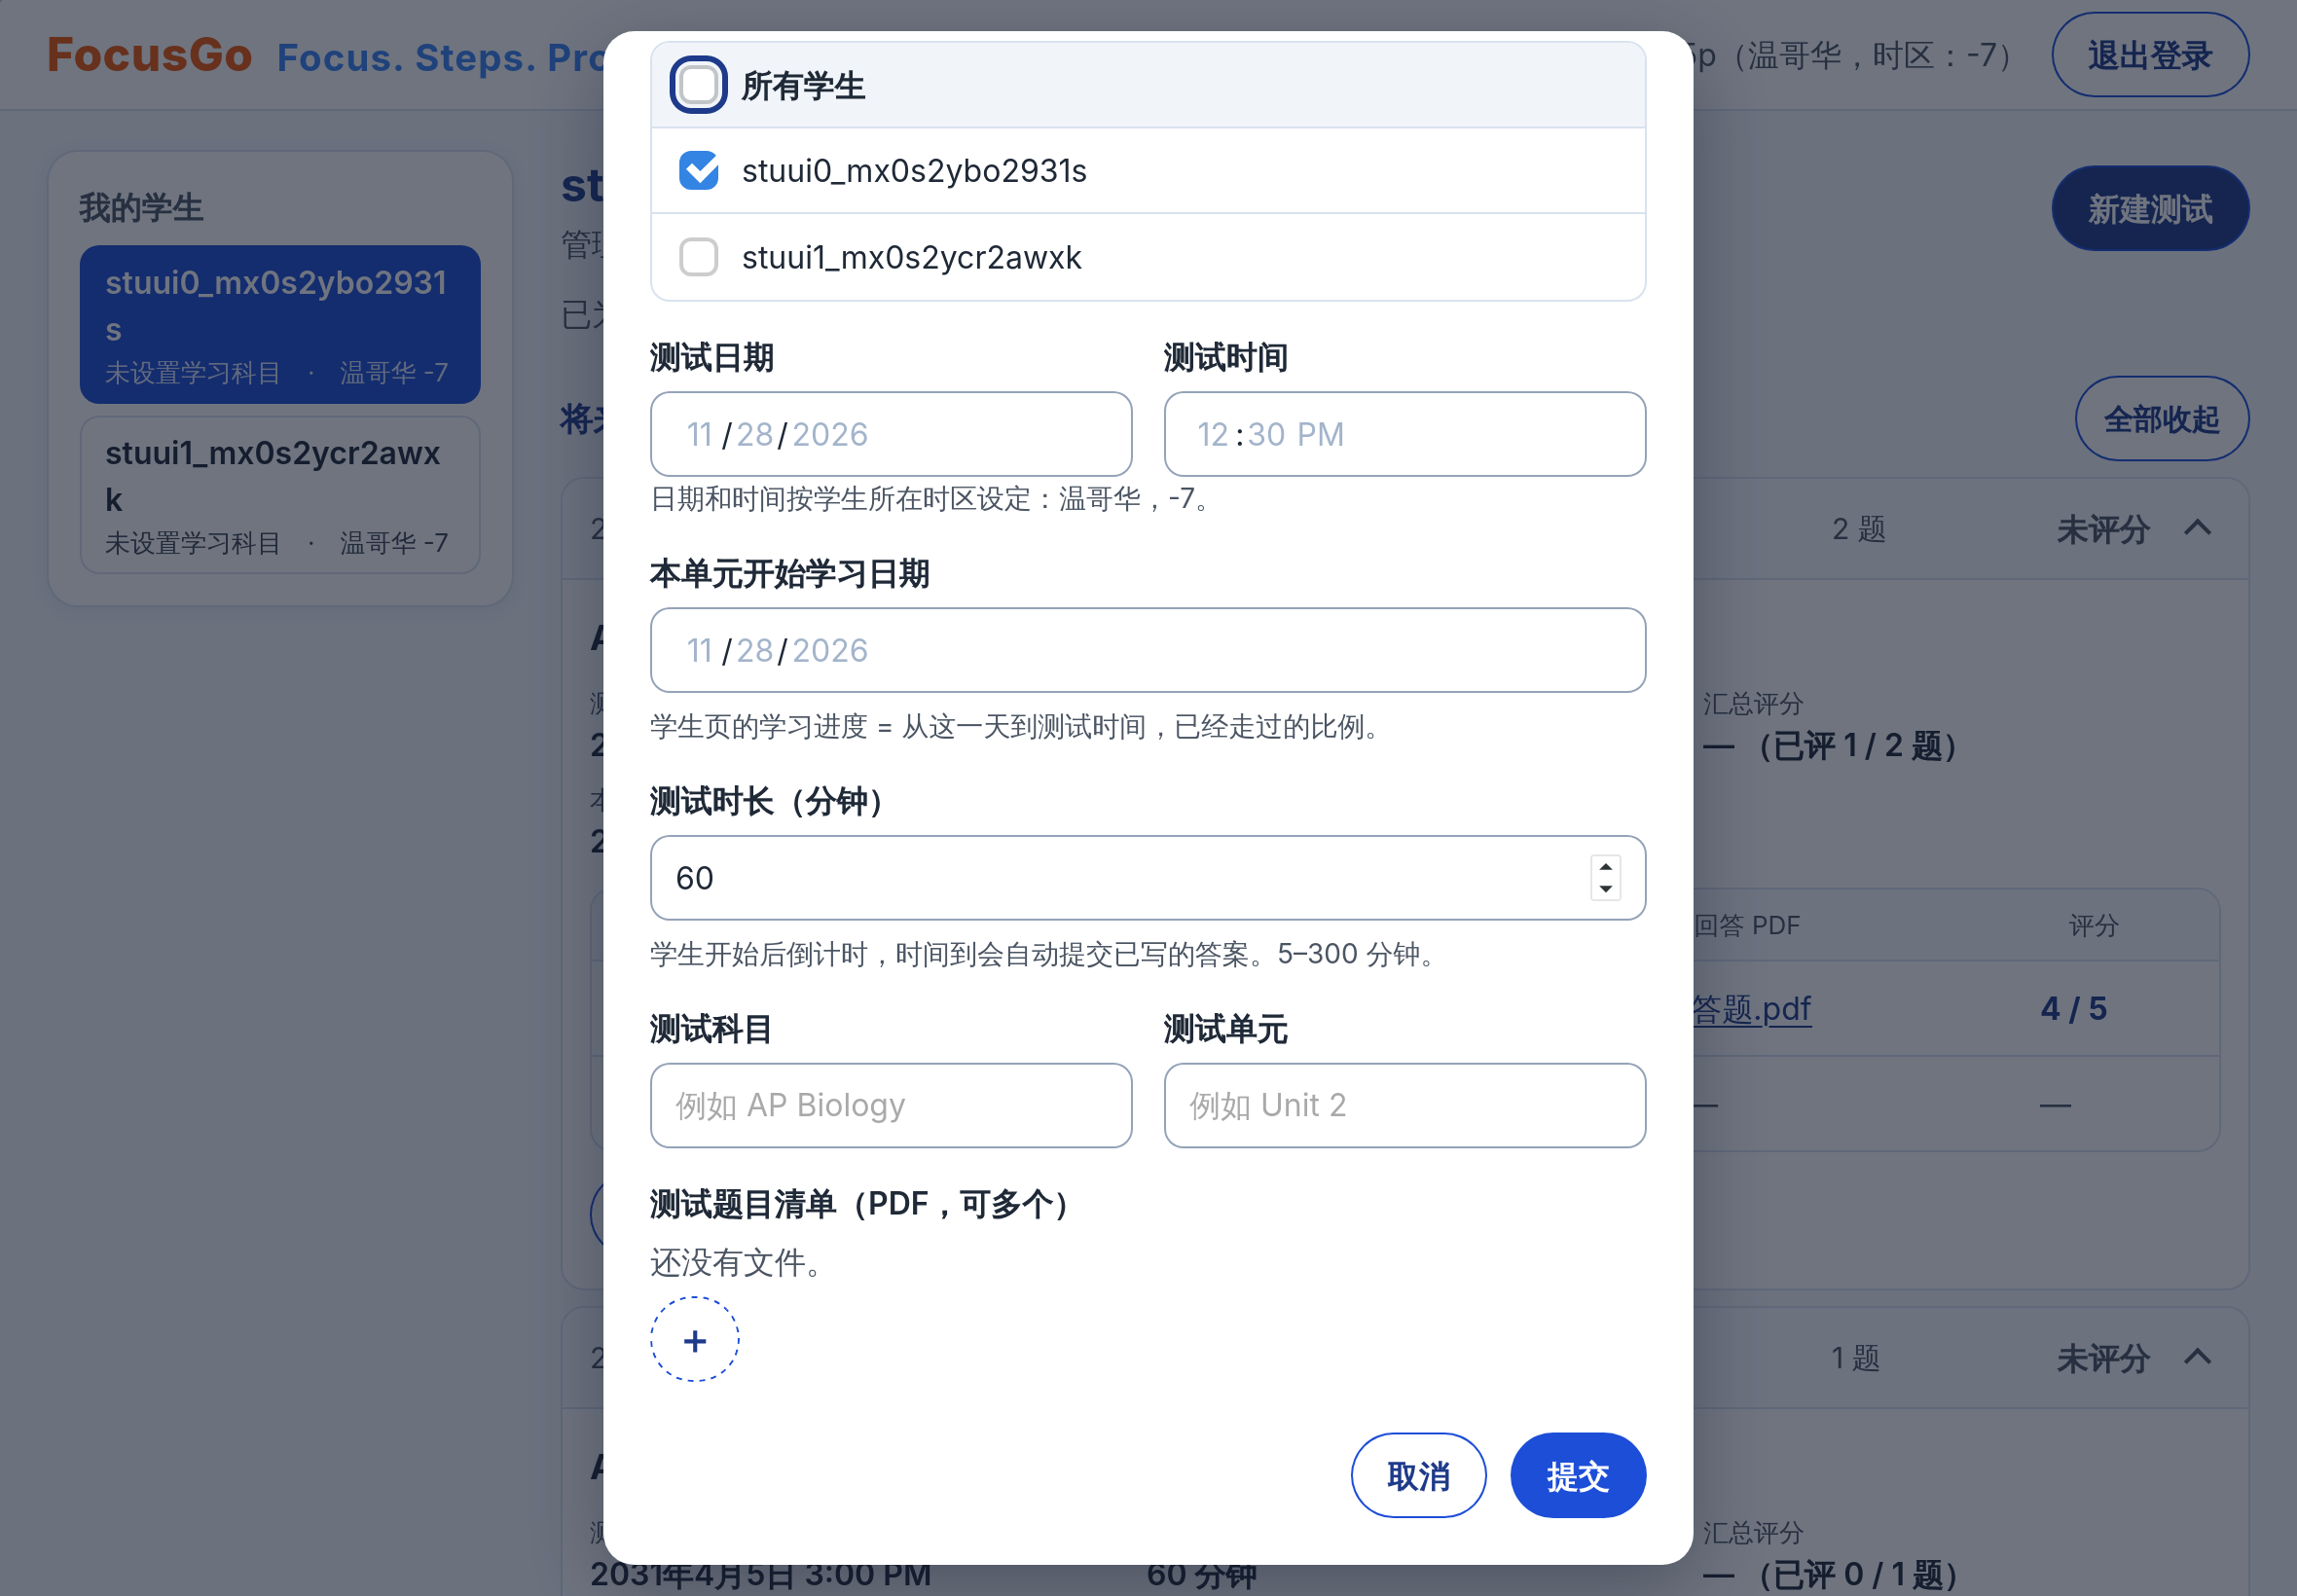 FocusGo Focus. Steps. Pro
5p（温哥华，时区：-7）
退出登录
我的学生
stuui0_mx0s2ybo2931
s
未设置学习科目 · 温哥华 -7
stuui1_mx0s2ycr2awx
k
未设置学习科目 · 温哥华 -7
st
管理
已为
新建测试
将来
全部收起
2 题 未评分
汇总评分
— （已评 1 / 2 题）
回答 PDF 评分
答题.pdf 4 / 5
— —
1 题 未评分
汇总评分
2031年4月5日 3:00 PM 60 分钟 — （已评 0 / 1 题）
所有学生
stuui0_mx0s2ybo2931s
stuui1_mx0s2ycr2awxk
测试日期 测试时间
11 / 28 / 2026 12 : 30 PM
日期和时间按学生所在时区设定：温哥华，-7。
本单元开始学习日期
11 / 28 / 2026
学生页的学习进度 = 从这一天到测试时间，已经走过的比例。
测试时长（分钟）
60
学生开始后倒计时，时间到会自动提交已写的答案。5–300 分钟。
测试科目 测试单元
例如 AP Biology 例如 Unit 2
测试题目清单（PDF，可多个）
还没有文件。
+
取消 提交